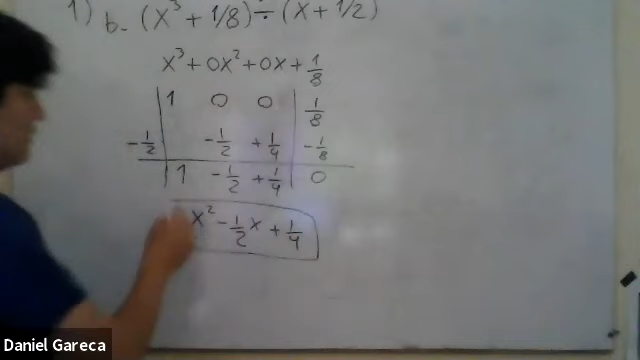 1) b. (x³ + 1/8) ÷ (x + 1/2)
x³ + 0x² + 0x + 1/8
1 0 0 1/8
-1/2 -1/2 +1/4 -1/8
1 -1/2 +1/4 0
x² - 1/2 x + 1/4
Daniel Gareca